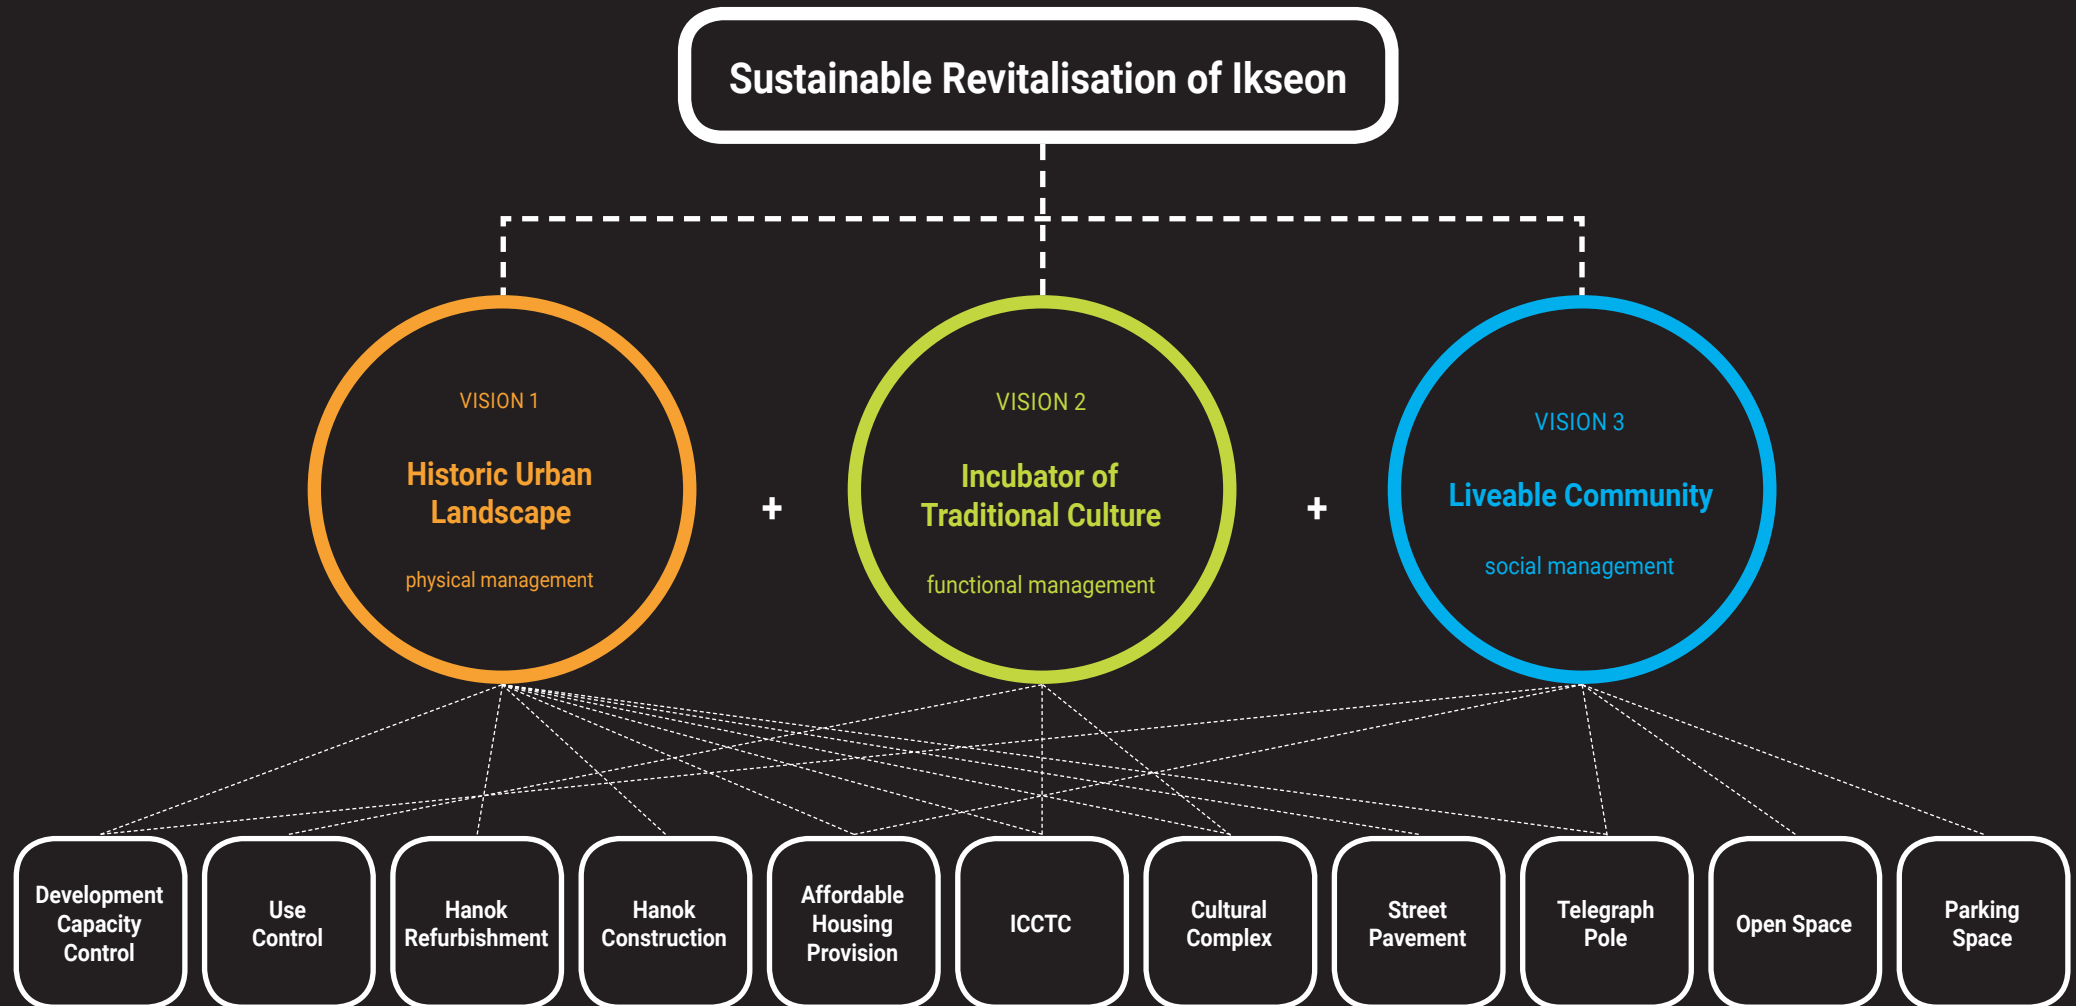 Sustainable Revitalisation of Ikseon
VISION 1
Historic Urban
Landscape
physical management
+
VISION 2
Incubator of
Traditional Culture
functional management
+
VISION 3
Liveable Community
social management
Development
Capacity
Control
Use
Control
Hanok
Refurbishment
Hanok
Construction
Affordable
Housing
Provision
ICCTC
Cultural
Complex
Street
Pavement
Telegraph
Pole
Open Space
Parking
Space